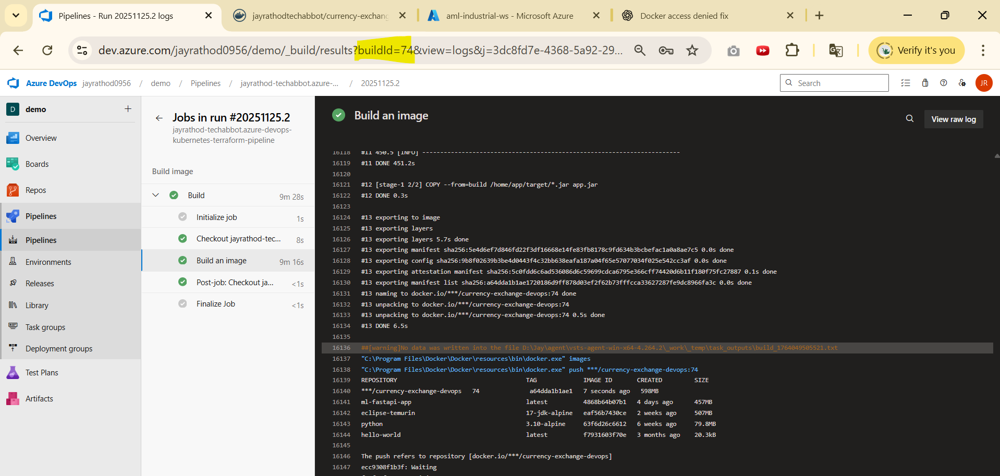 Pipelines - Run 20251125.2 logs
jayrathodtechabbot/currency-exchang
aml-industrial-ws - Microsoft Azure
Docker access denied fix
dev.azure.com/jayrathod0956/demo/_build/results?buildId=74&view=logs&j=3dc8fd7e-4368-5a92-29...
Verify it's you
Azure DevOps jayrathod0956 / demo / Pipelines / jayrathod-techabbot.azure-... / 20251125.2
Search
JR
D demo
Overview
Boards
Repos
Pipelines
Pipelines
Environments
Releases
Library
Task groups
Deployment groups
Test Plans
Artifacts
Jobs in run #20251125.2
jayrathod-techabbot.azure-devops-
kubernetes-terraform-pipeline
Build image
Build 9m 28s
Initialize job 1s
Checkout jayrathod-tec... 8s
Build an image 9m 16s
Post-job: Checkout ja... <1s
Finalize Job <1s
Build an image
View raw log
16118 #11 450.5 [INFO] ------------------------------------------------------------------------
16119 #11 DONE 451.2s
16120
16121 #12 [stage-1 2/2] COPY --from=build /home/app/target/*.jar app.jar
16122 #12 DONE 0.3s
16123
16124 #13 exporting to image
16125 #13 exporting layers
16126 #13 exporting layers 5.7s done
16127 #13 exporting manifest sha256:5e4d6ef7d846fd22f3df16668e14fe83fb8178c9fd634b3bcbefac1a0a8ae7c5 0.0s done
16128 #13 exporting config sha256:9b8f02639b3be4d0443f4c32bb638eafa187a04f65e57077034f025e542cc3af 0.0s done
16129 #13 exporting attestation manifest sha256:5c0fdd6c6ad536086d6c59699cdca6795e366cff74420d6b11f180f75fc27887 0.1s done
16130 #13 exporting manifest list sha256:a64dda1b1ae1720186d9ff878d03ef2f62b73fffcca33627287fe9dc8966fa3c 0.0s done
16131 #13 naming to docker.io/***/currency-exchange-devops:74 done
16132 #13 unpacking to docker.io/***/currency-exchange-devops:74
16133 #13 unpacking to docker.io/***/currency-exchange-devops:74 0.5s done
16134 #13 DONE 6.5s
16135
16136 ##[warning]No data was written into the file D:\Jay\agent\vsts-agent-win-x64-4.264.2\_work\_temp\task_outputs\build_1764049505521.txt
16137 "C:\Program Files\Docker\Docker\resources\bin\docker.exe" images
16138 "C:\Program Files\Docker\Docker\resources\bin\docker.exe" push ***/currency-exchange-devops:74
16139 REPOSITORY TAG IMAGE ID CREATED SIZE
16140 ***/currency-exchange-devops 74 a64dda1b1ae1 7 seconds ago 598MB
16141 ml-fastapi-app latest 4868b64b07b1 4 days ago 457MB
16142 eclipse-temurin 17-jdk-alpine eaf56b7430ce 2 weeks ago 507MB
16143 python 3.10-alpine 63f6d26c6612 6 weeks ago 79.8MB
16144 hello-world latest f7931603f70e 3 months ago 20.3kB
16145
16146 The push refers to repository [docker.io/***/currency-exchange-devops]
16147 ecc9308f1b3f: Waiting